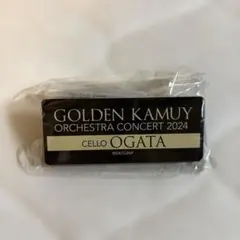 GOLDEN KAMUY
ORCHESTRA CONCERT 2024
CELLO OGATA